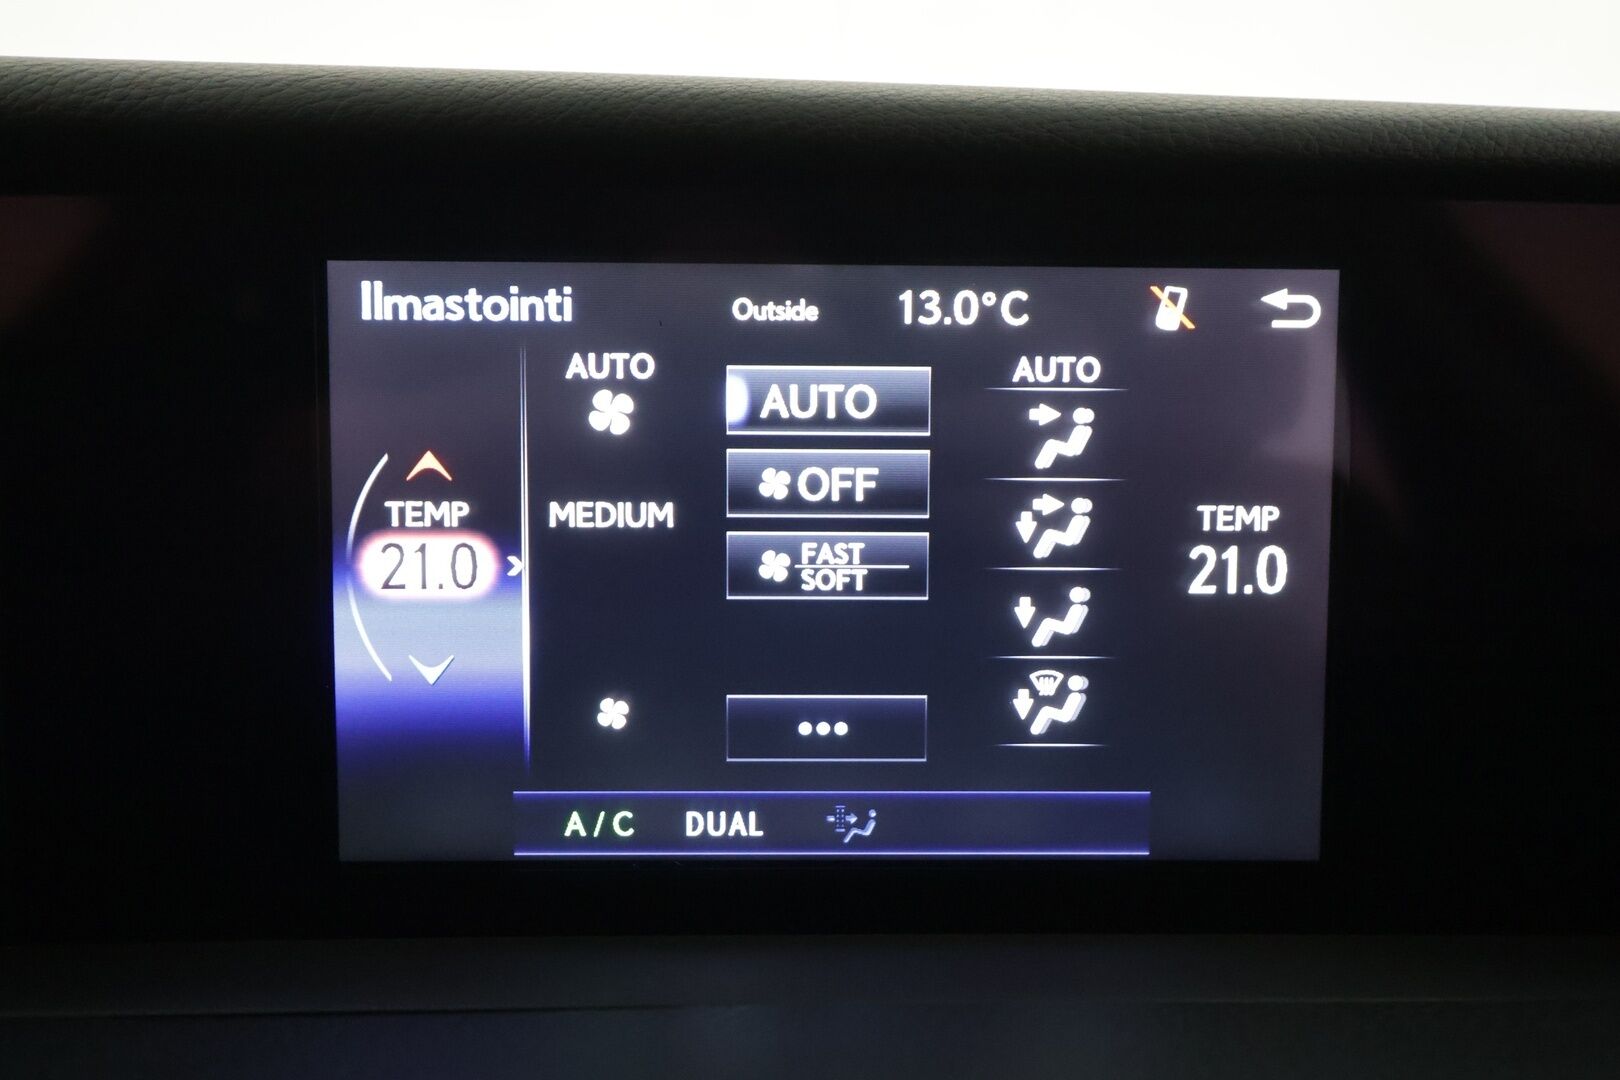 Ilmastointi
Outside 13.0°C
AUTO
AUTO
AUTO
OFF
TEMP
21.0
MEDIUM
FAST
SOFT
TEMP
21.0
A/C DUAL